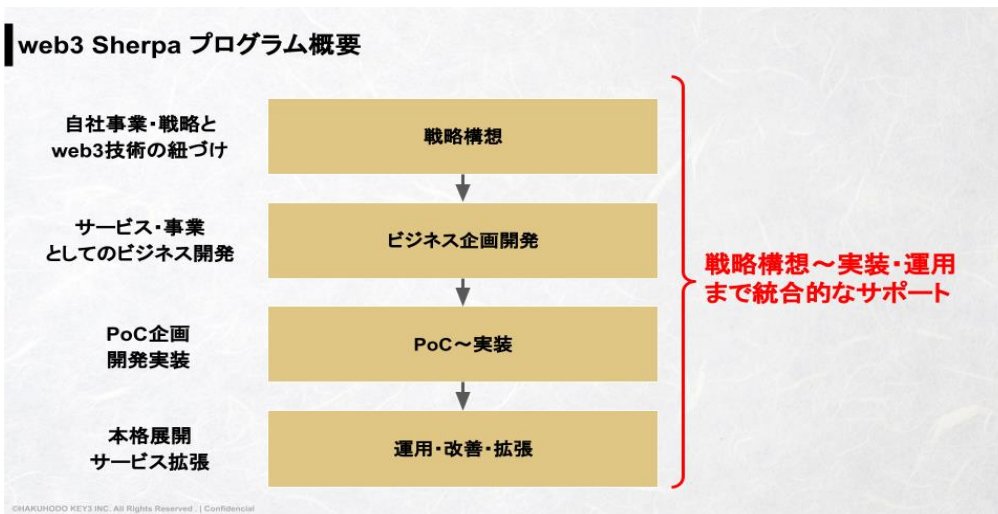 web3 Sherpa プログラム概要
自社事業・戦略と
web3技術の紐づけ
戦略構想
サービス・事業
としてのビジネス開発
ビジネス企画開発
PoC企画
開発実装
PoC～実装
本格展開
サービス拡張
運用・改善・拡張
戦略構想～実装・運用
まで統合的なサポート
©HAKUHODO KEY3 INC. All Rights Reserved . | Confidencial